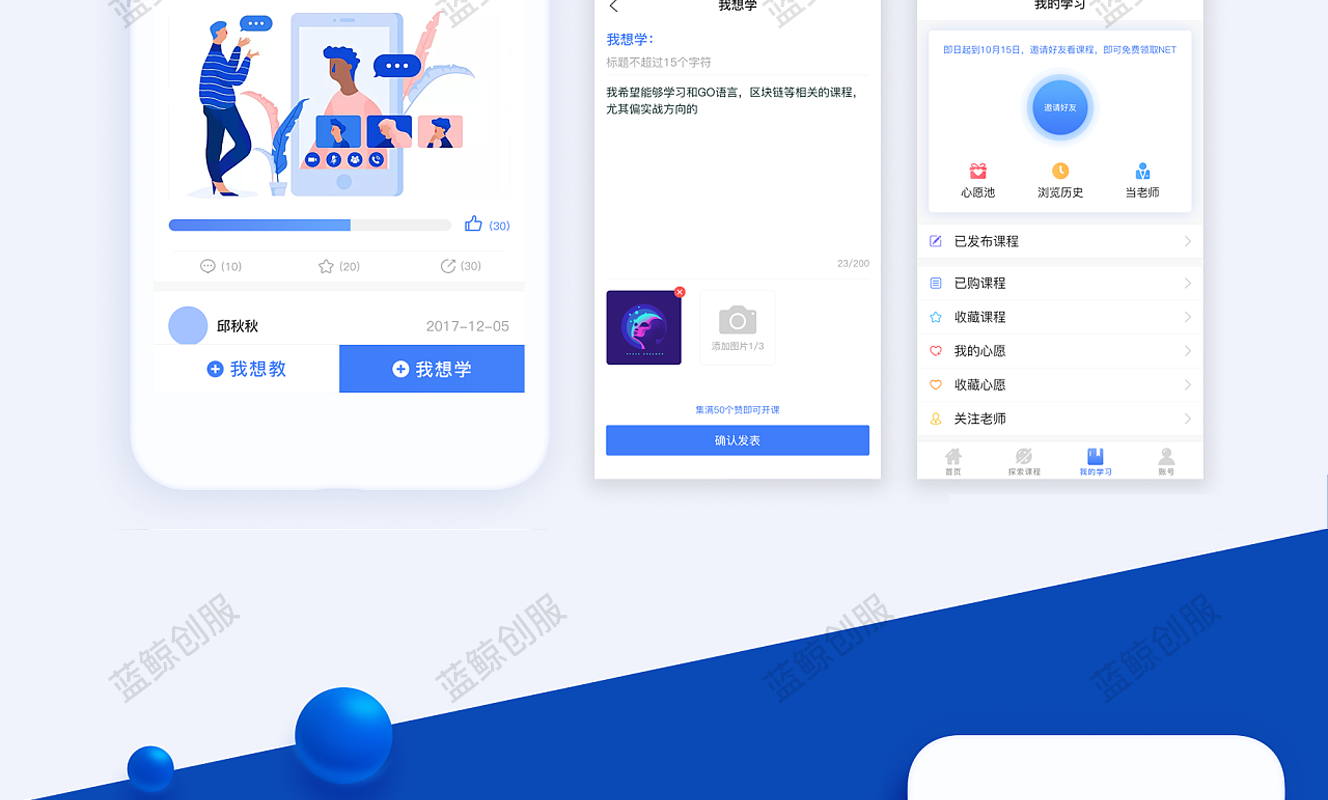 (30)
(10)
(20)
(30)
邱秋秋
2017-12-05
我想教
我想学
我想学
我想学：
标题不超过15个字符
我希望能够学习和GO语言，区块链等相关的课程，
尤其偏实战方向的
23/200
添加图片1/3
集满50个赞即可开课
确认发表
我的学习
即日起到10月15日，邀请好友看课程，即可免费领取NET
邀请好友
心愿池
浏览历史
当老师
已发布课程
已购课程
收藏课程
我的心愿
收藏心愿
关注老师
首页
探索课程
我的学习
账号
蓝鲸创服
蓝鲸创服
蓝鲸创服
蓝鲸创服